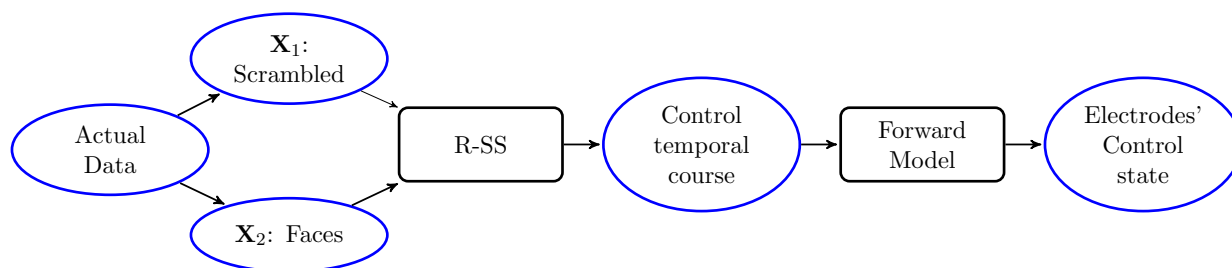 Actual
Data
X₁:
Scrambled
X₂: Faces
R-SS
Control
temporal
course
Forward
Model
Electrodes'
Control
state